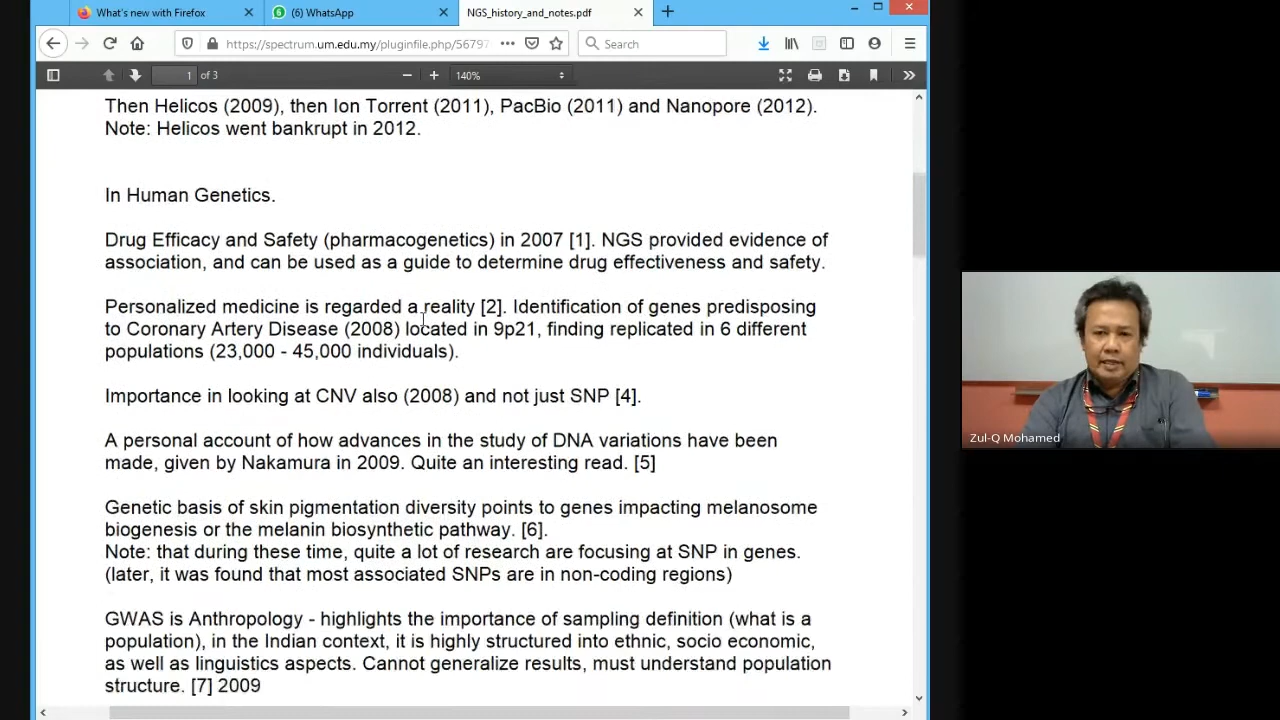 What's new with Firefox
(6) WhatsApp
NGS_history_and_notes.pdf
https://spectrum.um.edu.my/pluginfile.php/56797
Search
1 of 3
140%
Then Helicos (2009), then Ion Torrent (2011), PacBio (2011) and Nanopore (2012).
Note: Helicos went bankrupt in 2012.
In Human Genetics.
Drug Efficacy and Safety (pharmacogenetics) in 2007 [1]. NGS provided evidence of
association, and can be used as a guide to determine drug effectiveness and safety.
Personalized medicine is regarded a reality [2]. Identification of genes predisposing
to Coronary Artery Disease (2008) located in 9p21, finding replicated in 6 different
populations (23,000 - 45,000 individuals).
Importance in looking at CNV also (2008) and not just SNP [4].
A personal account of how advances in the study of DNA variations have been
made, given by Nakamura in 2009. Quite an interesting read. [5]
Genetic basis of skin pigmentation diversity points to genes impacting melanosome
biogenesis or the melanin biosynthetic pathway. [6].
Note: that during these time, quite a lot of research are focusing at SNP in genes.
(later, it was found that most associated SNPs are in non-coding regions)
GWAS is Anthropology - highlights the importance of sampling definition (what is a
population), in the Indian context, it is highly structured into ethnic, socio economic,
as well as linguistics aspects. Cannot generalize results, must understand population
structure. [7] 2009
Zul-Q Mohamed